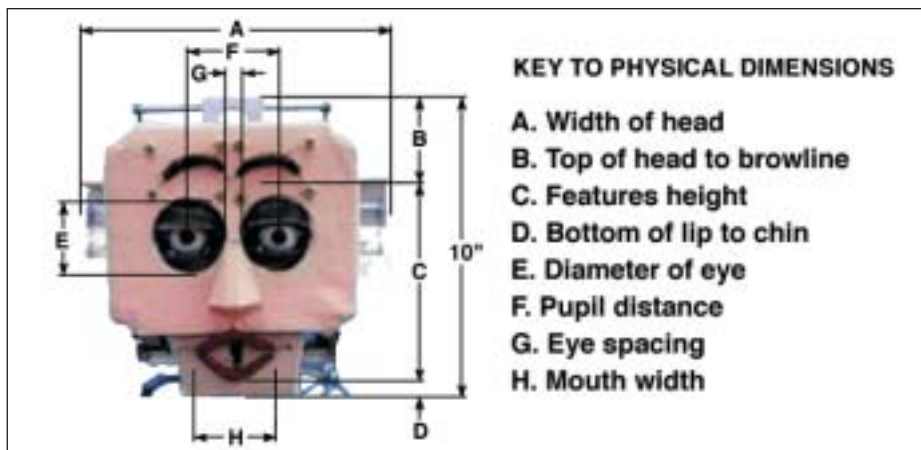 A
F
G
B
E
C
10"
D
H
KEY TO PHYSICAL DIMENSIONS
A. Width of head
B. Top of head to browline
C. Features height
D. Bottom of lip to chin
E. Diameter of eye
F. Pupil distance
G. Eye spacing
H. Mouth width